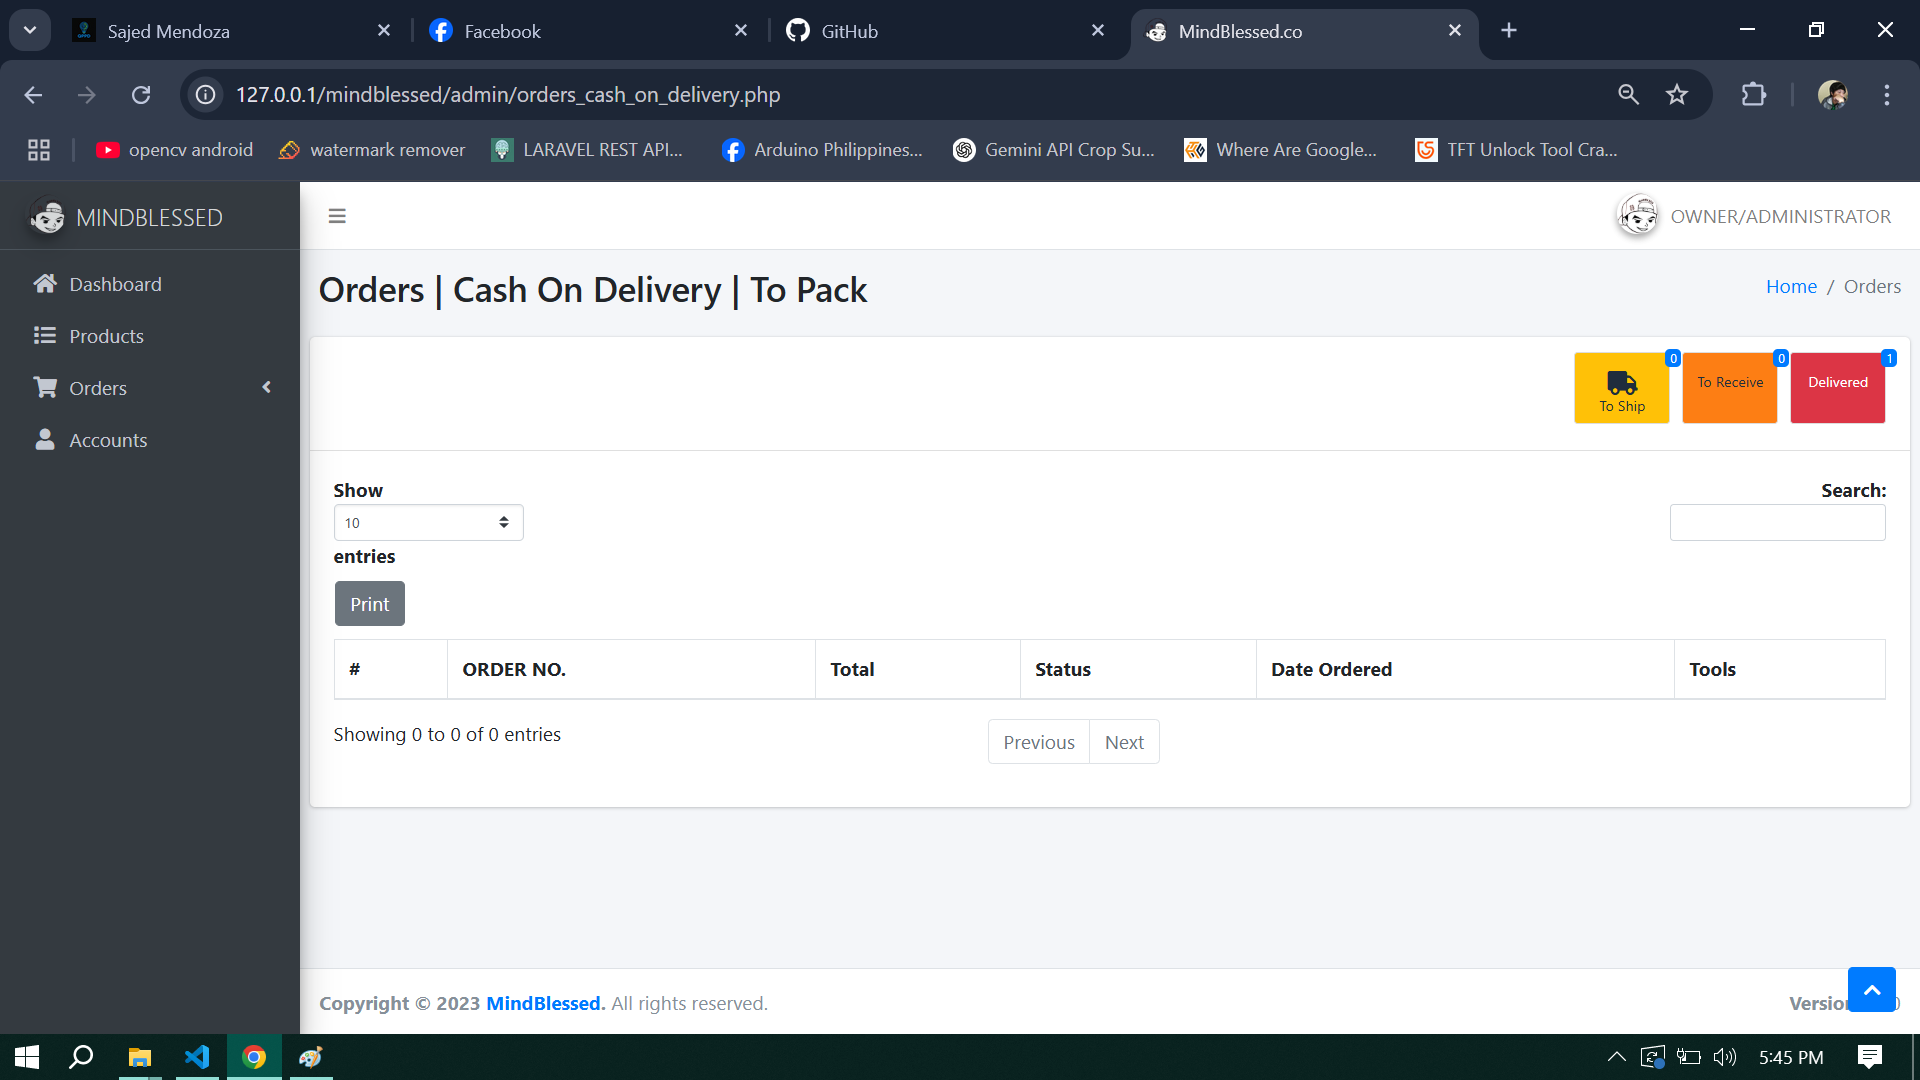 Sajed Mendoza
Facebook
GitHub
MindBlessed.co
127.0.0.1/mindblessed/admin/orders_cash_on_delivery.php
opencv android
watermark remover
LARAVEL REST API...
Arduino Philippines...
Gemini API Crop Su...
Where Are Google...
TFT Unlock Tool Cra...
MINDBLESSED
OWNER/ADMINISTRATOR
Dashboard
Products
Orders
Accounts
Orders | Cash On Delivery | To Pack
Home / Orders
0
To Ship
0
To Receive
1
Delivered
Show
10
entries
Search:
Print
# ORDER NO. Total Status Date Ordered Tools
Showing 0 to 0 of 0 entries
Previous Next
Copyright © 2023 MindBlessed. All rights reserved.
5:45 PM